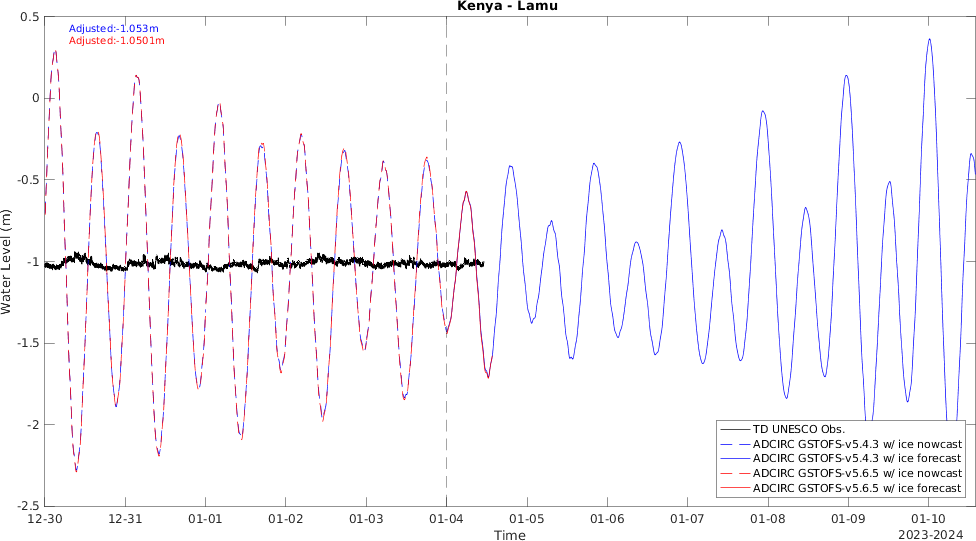 Kenya - Lamu
Adjusted:-1.053m
Adjusted:-1.0501m
0.5
0
-0.5
-1
-1.5
-2
-2.5
Water Level (m)
TD UNESCO Obs.
ADCIRC GSTOFS-v5.4.3 w/ ice nowcast
ADCIRC GSTOFS-v5.4.3 w/ ice forecast
ADCIRC GSTOFS-v5.6.5 w/ ice nowcast
ADCIRC GSTOFS-v5.6.5 w/ ice forecast
12-30 12-31 01-01 01-02 01-03 01-04 01-05 01-06 01-07 01-08 01-09 01-10
Time
2023-2024